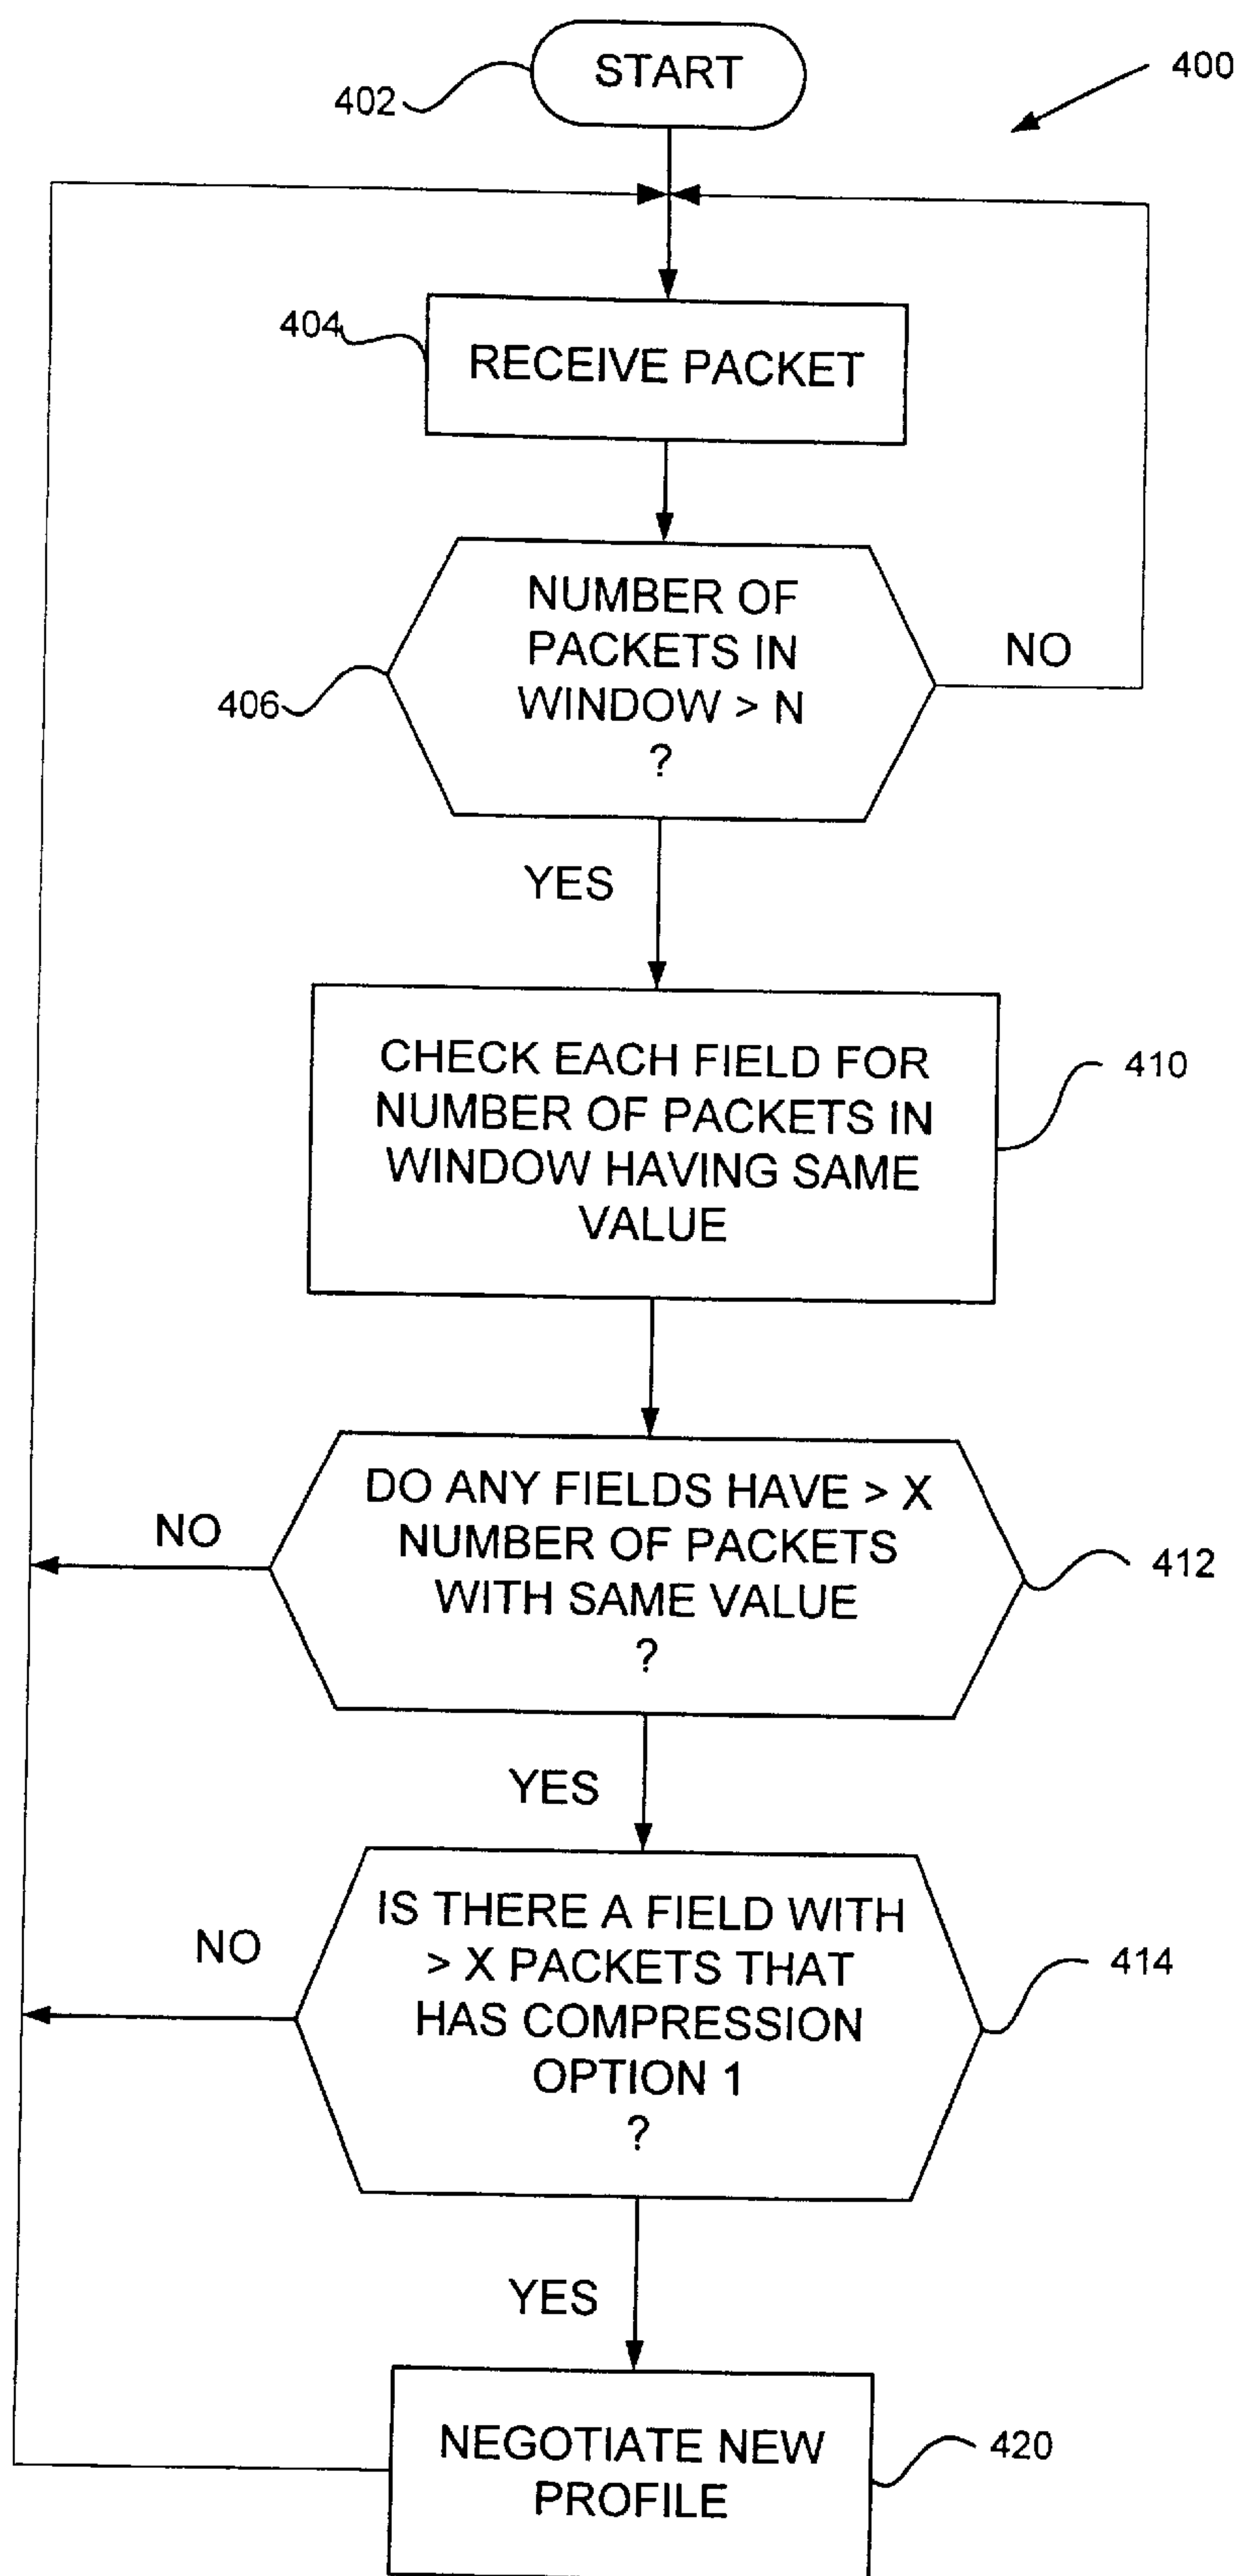 START
400
402
404
RECEIVE PACKET
NUMBER OF
PACKETS IN
WINDOW > N
?
NO
406
YES
CHECK EACH FIELD FOR
NUMBER OF PACKETS IN
WINDOW HAVING SAME
VALUE
410
DO ANY FIELDS HAVE > X
NUMBER OF PACKETS
WITH SAME VALUE
?
NO
412
YES
IS THERE A FIELD WITH
> X PACKETS THAT
HAS COMPRESSION
OPTION 1
?
NO
414
YES
NEGOTIATE NEW
PROFILE
420